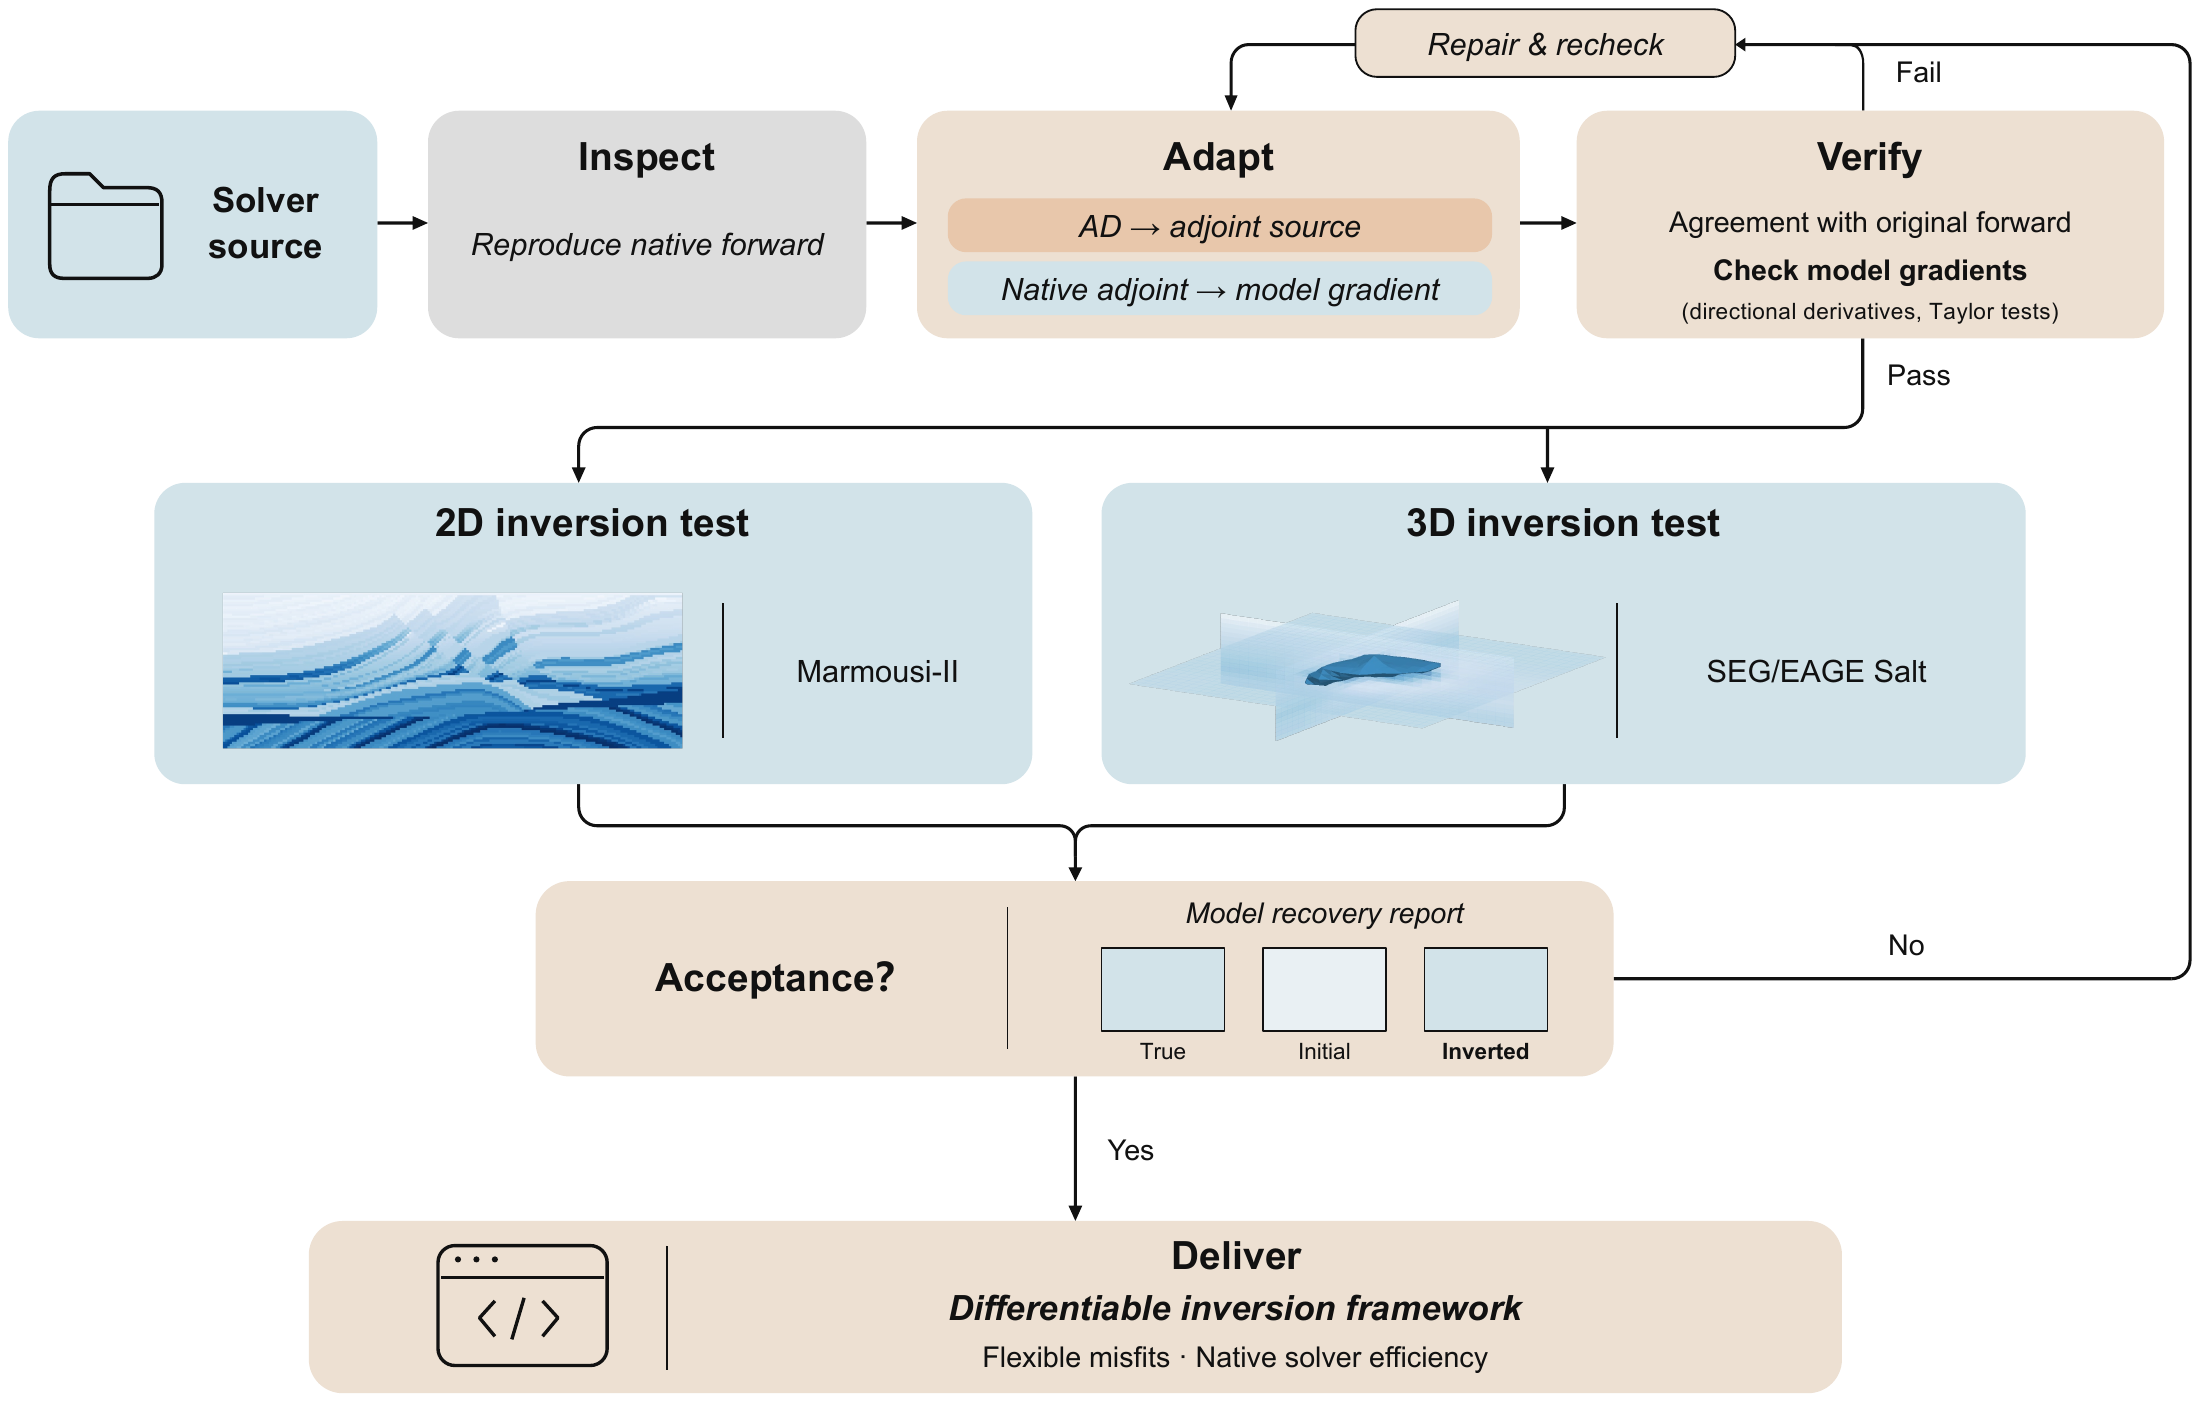 Repair & recheck
Fail
Solver
source
Inspect
Reproduce native forward
Adapt
AD → adjoint source
Native adjoint → model gradient
Verify
Agreement with original forward
Check model gradients
(directional derivatives, Taylor tests)
Pass
2D inversion test
Marmousi-II
3D inversion test
SEG/EAGE Salt
Acceptance?
Model recovery report
True
Initial
Inverted
No
Yes
</>
Deliver
Differentiable inversion framework
Flexible misfits · Native solver efficiency